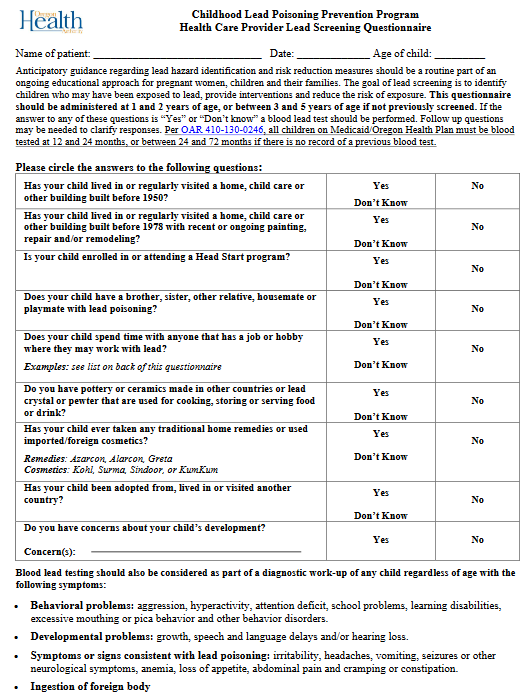 Oregon
Health
Authority
Childhood Lead Poisoning Prevention Program
Health Care Provider Lead Screening Questionnaire
Name of patient: ______________________________ Date: _____________ Age of child: _________
Anticipatory guidance regarding lead hazard identification and risk reduction measures should be a routine part of an
ongoing educational approach for pregnant women, children and their families. The goal of lead screening is to identify
children who may have been exposed to lead, provide interventions and reduce the risk of exposure. This questionnaire
should be administered at 1 and 2 years of age, or between 3 and 5 years of age if not previously screened. If the
answer to any of these questions is “Yes” or “Don’t know” a blood lead test should be performed. Follow up questions
may be needed to clarify responses. Per OAR 410-130-0246, all children on Medicaid/Oregon Health Plan must be blood
tested at 12 and 24 months, or between 24 and 72 months if there is no record of a previous blood test.
Please circle the answers to the following questions:
Has your child lived in or regularly visited a home, child care or
other building built before 1950?
Yes
Don’t Know
No
Has your child lived in or regularly visited a home, child care or
other building built before 1978 with recent or ongoing painting,
repair and/or remodeling?
Yes
Don’t Know
No
Is your child enrolled in or attending a Head Start program?
Yes
Don’t Know
No
Does your child have a brother, sister, other relative, housemate or
playmate with lead poisoning?
Yes
Don’t Know
No
Does your child spend time with anyone that has a job or hobby
where they may work with lead?
Examples: see list on back of this questionnaire
Yes
Don’t Know
No
Do you have pottery or ceramics made in other countries or lead
crystal or pewter that are used for cooking, storing or serving food
or drink?
Yes
Don’t Know
No
Has your child ever taken any traditional home remedies or used
imported/foreign cosmetics?
Remedies: Azarcon, Alarcon, Greta
Cosmetics: Kohl, Surma, Sindoor, or KumKum
Yes
Don’t Know
No
Has your child been adopted from, lived in or visited another
country?
Yes
Don’t Know
No
Do you have concerns about your child’s development?
Concern(s): ______________________________
Yes
No
Blood lead testing should also be considered as part of a diagnostic work-up of any child regardless of age with the
following symptoms:
• Behavioral problems: aggression, hyperactivity, attention deficit, school problems, learning disabilities,
excessive mouthing or pica behavior and other behavior disorders.
• Developmental problems: growth, speech and language delays and/or hearing loss.
• Symptoms or signs consistent with lead poisoning: irritability, headaches, vomiting, seizures or other
neurological symptoms, anemia, loss of appetite, abdominal pain and cramping or constipation.
• Ingestion of foreign body